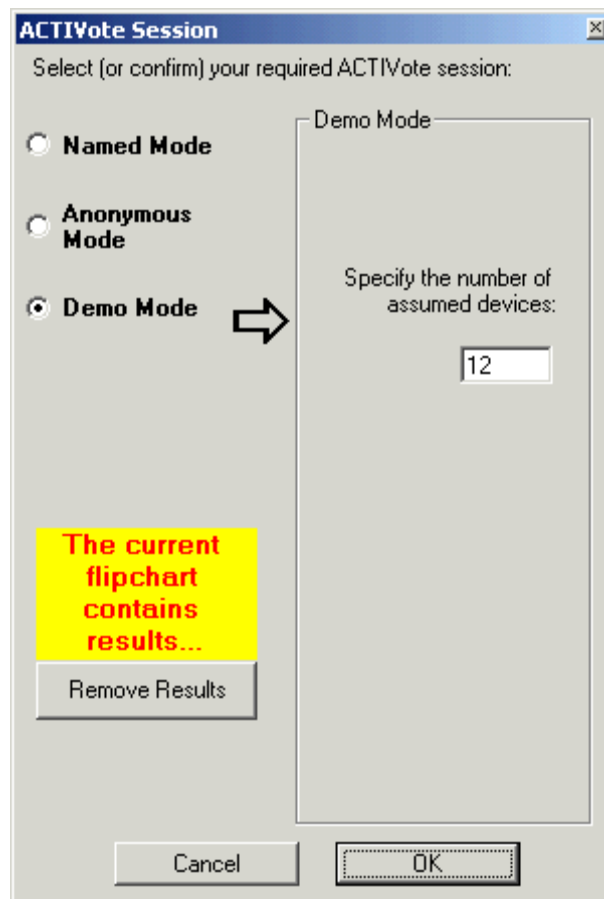 ACTIVote Session
Select (or confirm) your required ACTIVote session:
Named Mode
Anonymous
Mode
Demo Mode
Demo Mode
Specify the number of
assumed devices:
12
The current
flipchart
contains
results...
Remove Results
Cancel
OK